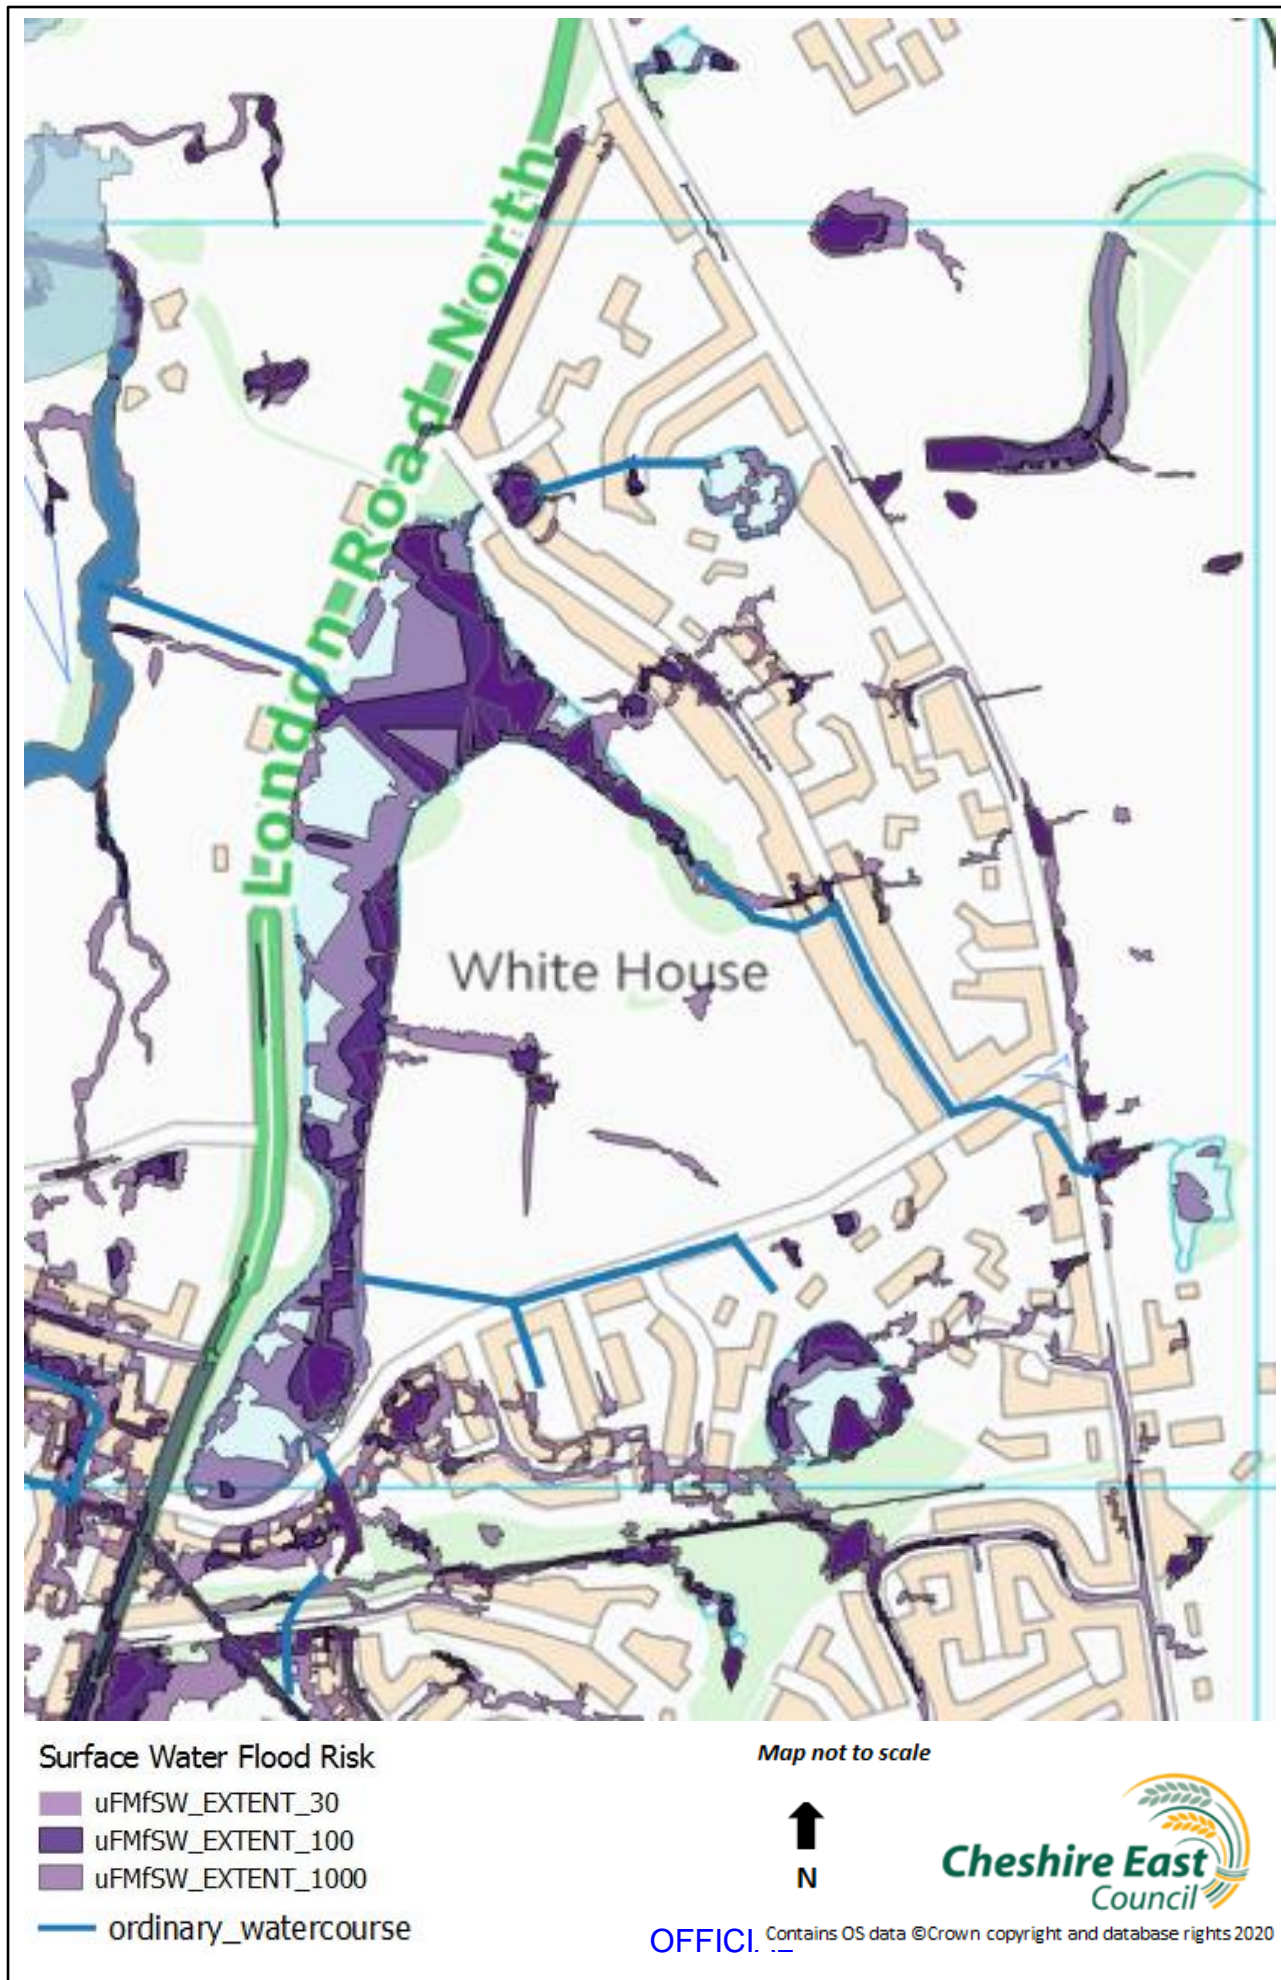 London Road North
White House
Surface Water Flood Risk
uFMfSW_EXTENT_30
uFMfSW_EXTENT_100
uFMfSW_EXTENT_1000
ordinary_watercourse
Map not to scale
N
Cheshire East
Council
Contains OS data ©Crown copyright and database rights 2020